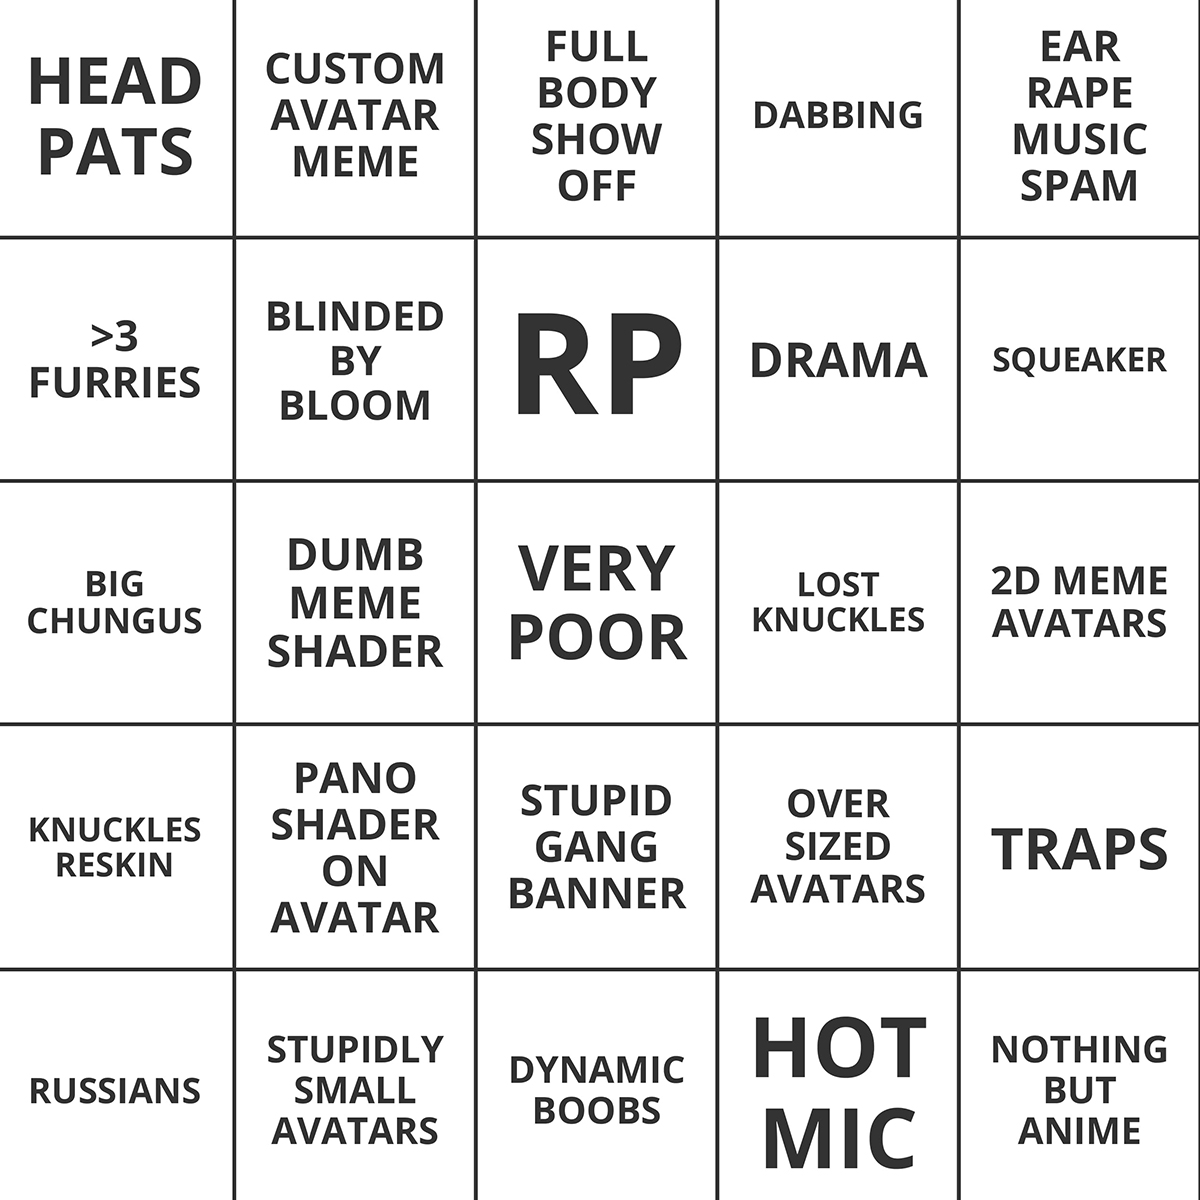 HEAD
PATS
CUSTOM
AVATAR
MEME
FULL
BODY
SHOW
OFF
DABBING
EAR
RAPE
MUSIC
SPAM
>3
FURRIES
BLINDED
BY
BLOOM
RP
DRAMA
SQUEAKER
BIG
CHUNGUS
DUMB
MEME
SHADER
VERY
POOR
LOST
KNUCKLES
2D MEME
AVATARS
KNUCKLES
RESKIN
PANO
SHADER
ON
AVATAR
STUPID
GANG
BANNER
OVER
SIZED
AVATARS
TRAPS
RUSSIANS
STUPIDLY
SMALL
AVATARS
DYNAMIC
BOOBS
HOT
MIC
NOTHING
BUT
ANIME